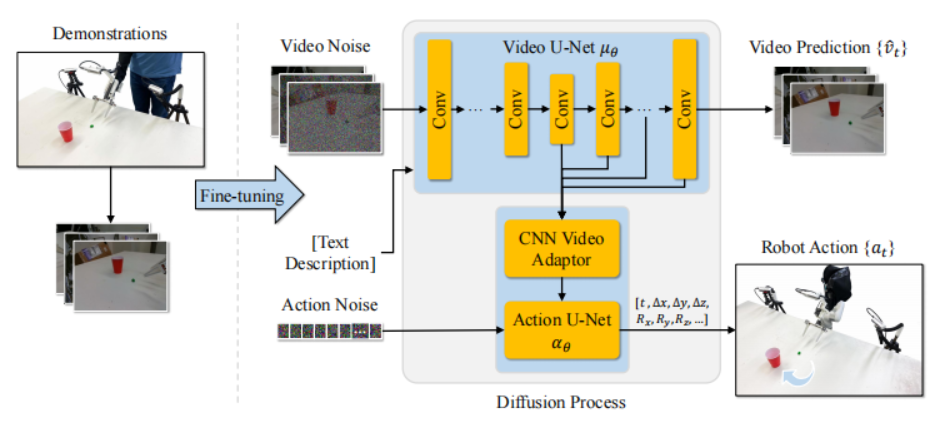 Demonstrations
Fine-tuning
Video Noise
[Text
Description]
Action Noise
Video U-Net μθ
Conv
...
Conv
Conv
Conv
...
Conv
CNN Video
Adaptor
Action U-Net
αθ
[t, Δx, Δy, Δz,
Rx, Ry, Rz, ...]
Diffusion Process
Video Prediction {v̂t}
Robot Action {at}